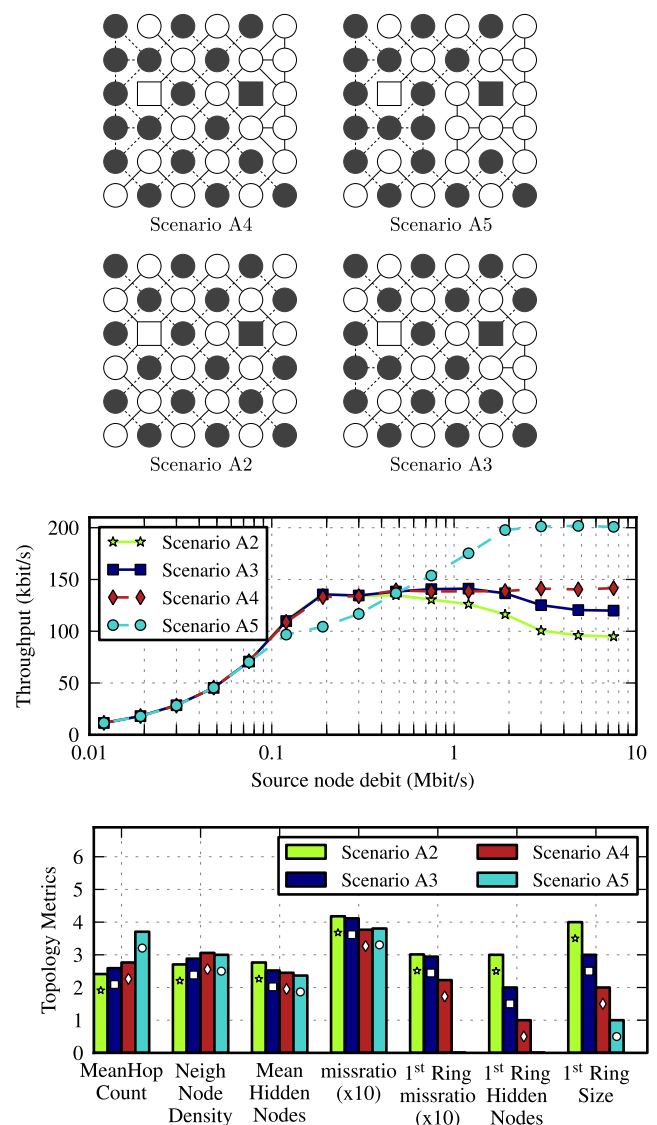 Scenario A4
Scenario A5
Scenario A2
Scenario A3
200
150
100
50
0
Throughput (kbit/s)
Scenario A2
Scenario A3
Scenario A4
Scenario A5
0.01
0.1
1
10
Source node debit (Mbit/s)
6
5
4
3
2
1
0
Topology Metrics
Scenario A2
Scenario A4
Scenario A3
Scenario A5
MeanHop
Count
Neigh
Node
Density
Mean
Hidden
Nodes
missratio
(x10)
1st Ring
missratio
(x10)
1st Ring
Hidden
Nodes
1st Ring
Size